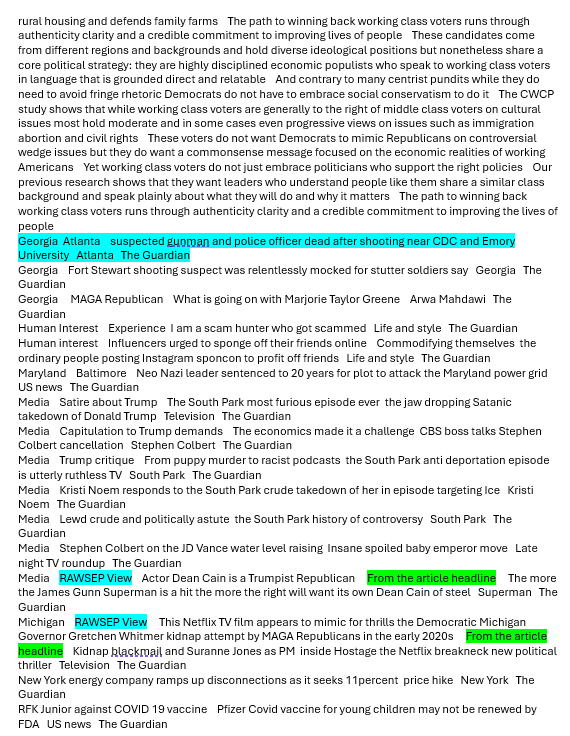 rural housing and defends family farms   The path to winning back working class voters runs through
authenticity clarity and a credible commitment to improving lives of people   These candidates come
from different regions and backgrounds and hold diverse ideological positions but nonetheless share a
core political strategy: they are highly disciplined economic populists who speak to working class voters
in language that is grounded direct and relatable   And contrary to many centrist pundits while they do
need to avoid fringe rhetoric Democrats do not have to embrace social conservatism to do it   The CWCP
study shows that while working class voters are generally to the right of middle class voters on cultural
issues most hold moderate and in some cases even progressive views on issues such as immigration
abortion and civil rights   These voters do not want Democrats to mimic Republicans on controversial
wedge issues but they do want a commonsense message focused on the economic realities of working
Americans   Yet working class voters do not just embrace politicians who support the right policies   Our
previous research shows that they want leaders who understand people like them share a similar class
background and speak plainly about what they will do and why it matters   The path to winning back
working class voters runs through authenticity clarity and a credible commitment to improving the lives of
people
Georgia  Atlanta   suspected gunman and police officer dead after shooting near CDC and Emory
University  Atlanta  The Guardian
Georgia   Fort Stewart shooting suspect was relentlessly mocked for stutter soldiers say   Georgia  The
Guardian
Georgia    MAGA Republican   What is going on with Marjorie Taylor Greene   Arwa Mahdawi  The
Guardian
Human Interest   Experience  I am a scam hunter who got scammed   Life and style  The Guardian
Human interest   Influencers urged to sponge off their friends online   Commodifying themselves  the
ordinary people posting Instagram sponcon to profit off friends   Life and style  The Guardian
Maryland   Baltimore   Neo Nazi leader sentenced to 20 years for plot to attack the Maryland power grid
US news  The Guardian
Media   Satire about Trump   The South Park most furious episode ever  the jaw dropping Satanic
takedown of Donald Trump   Television  The Guardian
Media   Capitulation to Trump demands   The economics made it a challenge  CBS boss talks Stephen
Colbert cancellation   Stephen Colbert  The Guardian
Media   Trump critique   From puppy murder to racist podcasts  the South Park anti deportation episode
is utterly ruthless TV   South Park  The Guardian
Media   Kristi Noem responds to the South Park crude takedown of her in episode targeting Ice   Kristi
Noem  The Guardian
Media   Lewd crude and politically astute  the South Park history of controversy   South Park  The
Guardian
Media   Stephen Colbert on the JD Vance water level raising  Insane spoiled baby emperor move   Late
night TV roundup   The Guardian
Media   RAWSEP View   Actor Dean Cain is a Trumpist Republican   From the article headline   The more
the James Gunn Superman is a hit the more the right will want its own Dean Cain of steel   Superman  The
Guardian
Michigan   RAWSEP View   This Netflix TV film appears to mimic for thrills the Democratic Michigan
Governor Gretchen Whitmer kidnap attempt by MAGA Republicans in the early 2020s   From the article
headline   Kidnap blackmail and Suranne Jones as PM  inside Hostage the Netflix breakneck new political
thriller   Television  The Guardian
New York energy company ramps up disconnections as it seeks 11percent  price hike   New York  The
Guardian
RFK Junior against COVID 19 vaccine   Pfizer Covid vaccine for young children may not be renewed by
FDA   US news  The Guardian